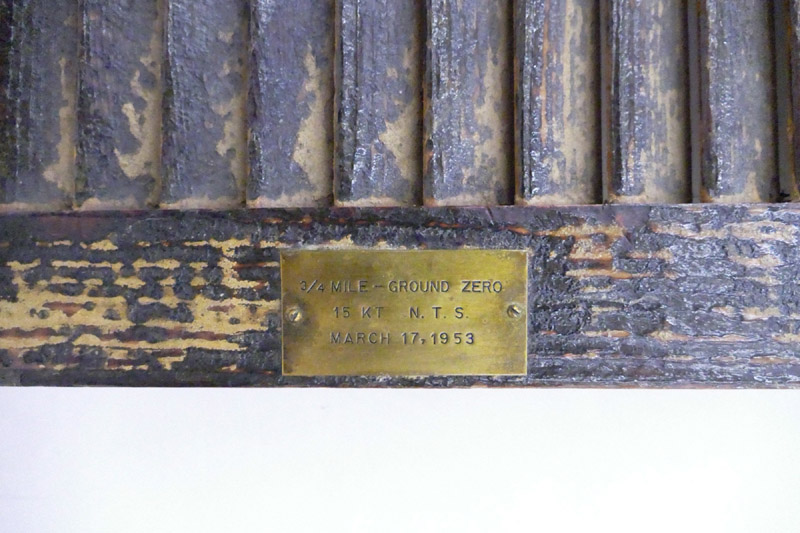 3/4 MILE - GROUND ZERO
15 KT N.T.S.
MARCH 17, 1953